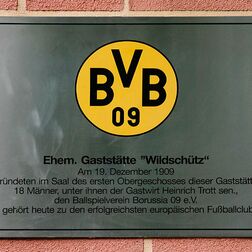 BVB
09
Ehem. Gaststätte "Wildschütz"
Am 19. Dezember 1909
gründeten im Saal des ersten Obergeschosses dieser Gaststätte
18 Männer, unter ihnen der Gastwirt Heinrich Trott sen.,
den Ballspielverein Borussia 09 e.V.
gehört heute zu den erfolgreichsten europäischen Fußballclub